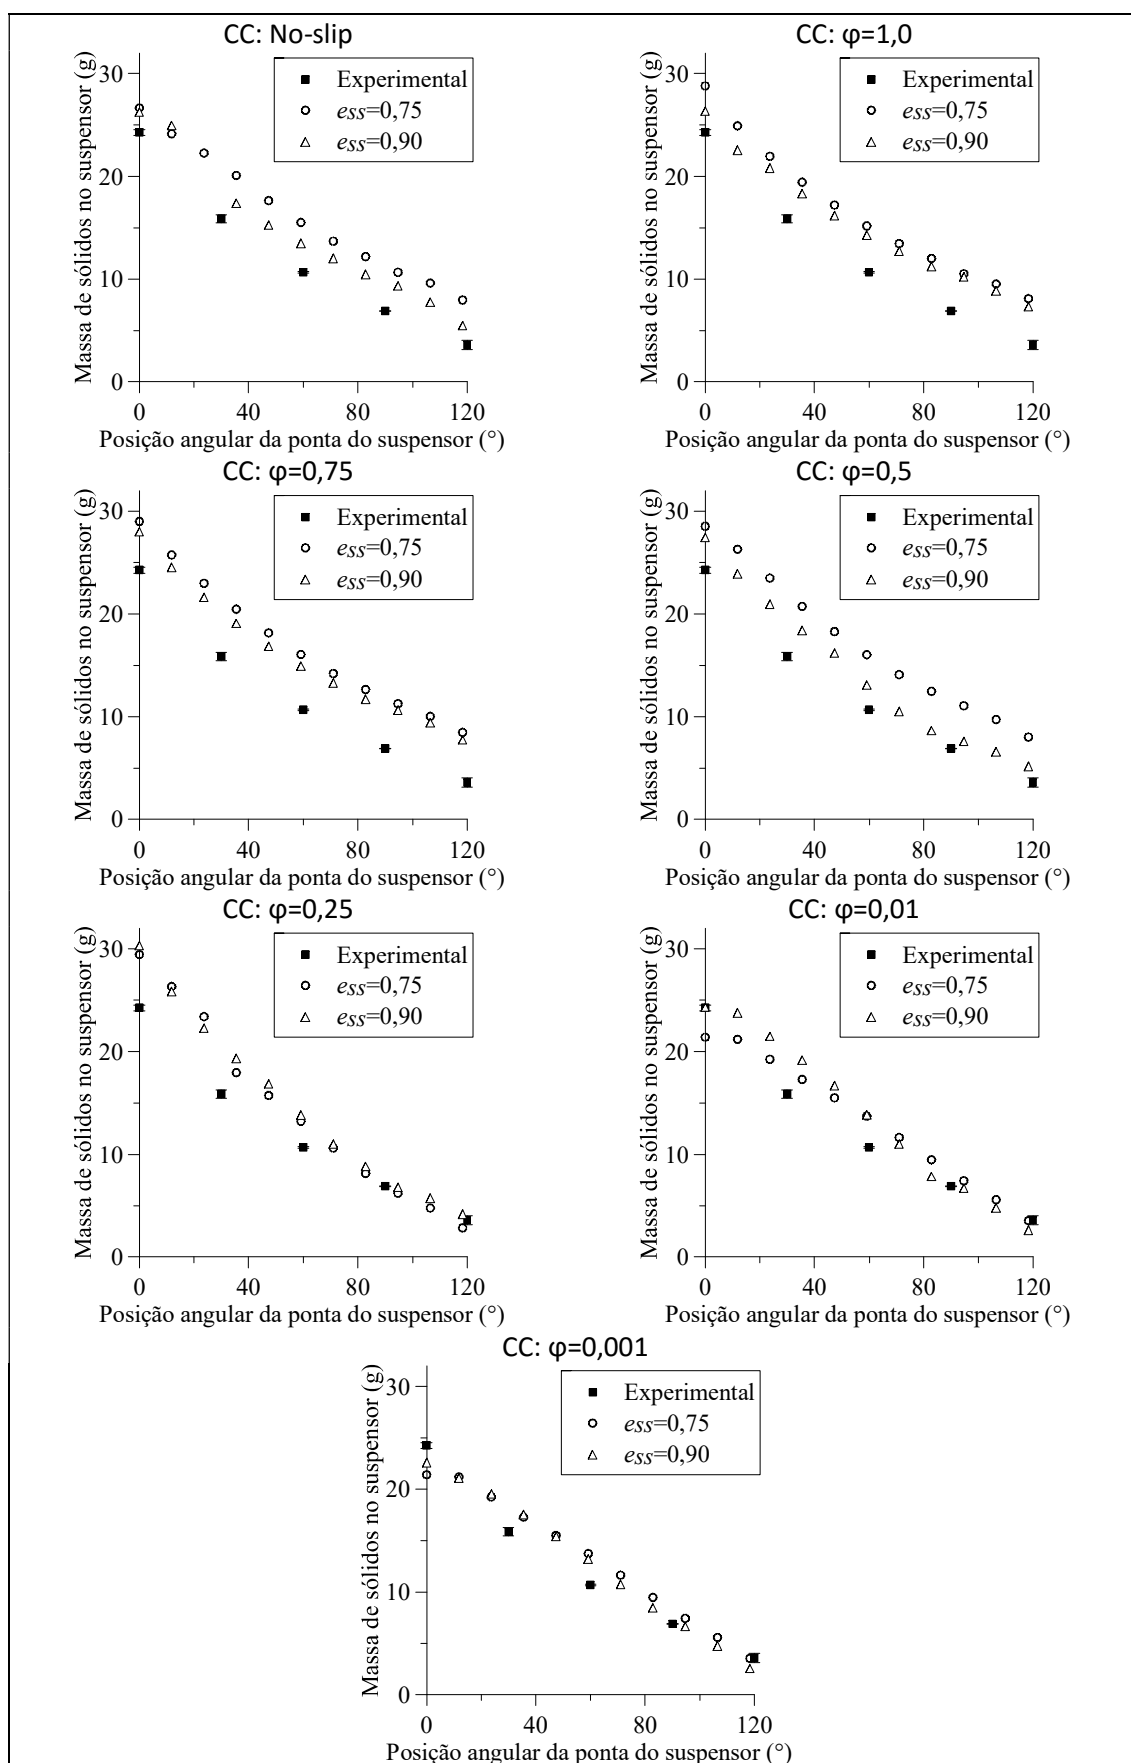 CC: No-slip
Massa de sólidos no suspensor (g)
30
20
10
0
Experimental
ess=0,75
ess=0,90
0 40 80 120
Posição angular da ponta do suspensor (°)
CC: φ=1,0
Massa de sólidos no suspensor (g)
30
20
10
0
Experimental
ess=0,75
ess=0,90
0 40 80 120
Posição angular da ponta do suspensor (°)
CC: φ=0,75
Massa de sólidos no suspensor (g)
30
20
10
0
Experimental
ess=0,75
ess=0,90
0 40 80 120
Posição angular da ponta do suspensor (°)
CC: φ=0,5
Massa de sólidos no suspensor (g)
30
20
10
0
Experimental
ess=0,75
ess=0,90
0 40 80 120
Posição angular da ponta do suspensor (°)
CC: φ=0,25
Massa de sólidos no suspensor (g)
30
20
10
0
Experimental
ess=0,75
ess=0,90
0 40 80 120
Posição angular da ponta do suspensor (°)
CC: φ=0,01
Massa de sólidos no suspensor (g)
30
20
10
0
Experimental
ess=0,75
ess=0,90
0 40 80 120
Posição angular da ponta do suspensor (°)
CC: φ=0,001
Massa de sólidos no suspensor (g)
30
20
10
0
Experimental
ess=0,75
ess=0,90
0 40 80 120
Posição angular da ponta do suspensor (°)